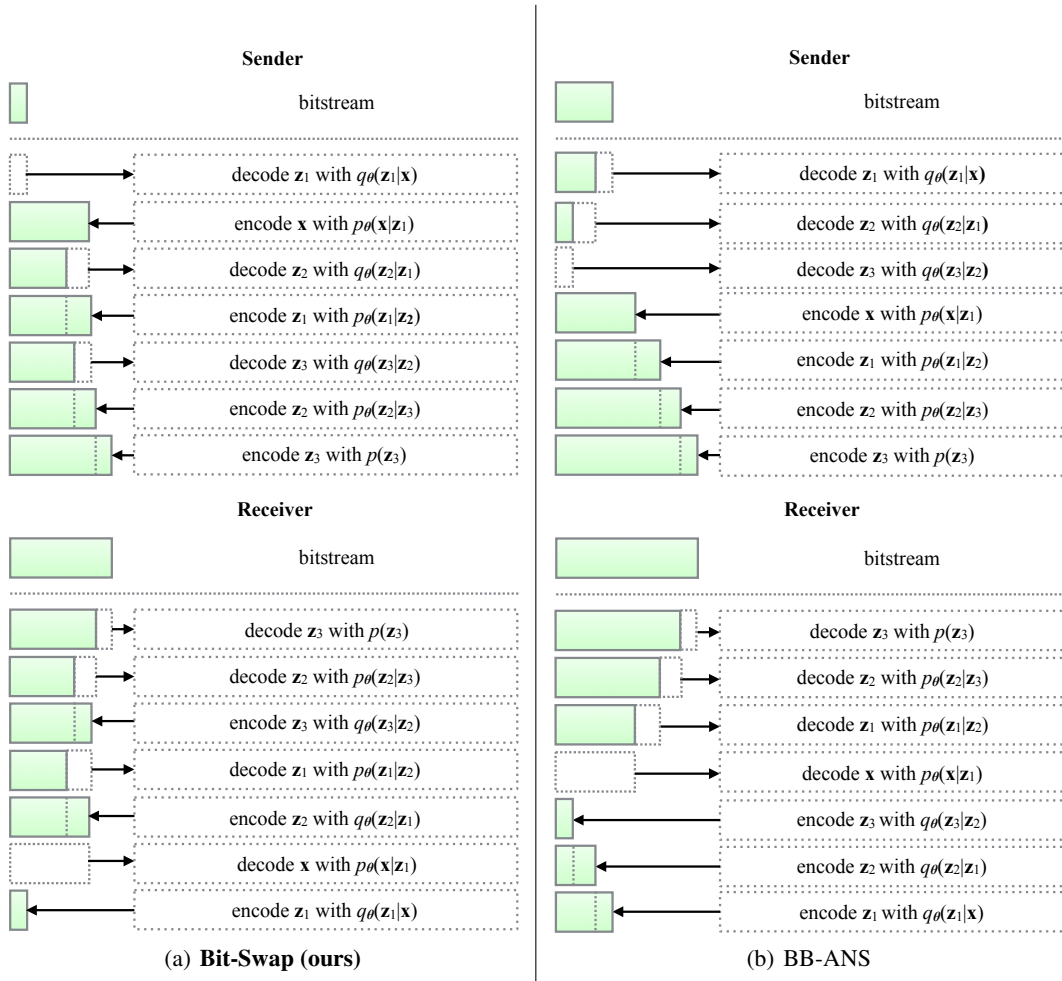 Sender
bitstream
decode z₁ with qθ(z₁|x)
encode x with pθ(x|z₁)
decode z₂ with qθ(z₂|z₁)
encode z₁ with pθ(z₁|z₂)
decode z₃ with qθ(z₃|z₂)
encode z₂ with pθ(z₂|z₃)
encode z₃ with p(z₃)
Receiver
bitstream
decode z₃ with p(z₃)
decode z₂ with pθ(z₂|z₃)
encode z₃ with qθ(z₃|z₂)
decode z₁ with pθ(z₁|z₂)
encode z₂ with qθ(z₂|z₁)
decode x with pθ(x|z₁)
encode z₁ with qθ(z₁|x)
(a) Bit-Swap (ours)
Sender
bitstream
decode z₁ with qθ(z₁|x)
decode z₂ with qθ(z₂|z₁)
decode z₃ with qθ(z₃|z₂)
encode x with pθ(x|z₁)
encode z₁ with pθ(z₁|z₂)
encode z₂ with pθ(z₂|z₃)
encode z₃ with p(z₃)
Receiver
bitstream
decode z₃ with p(z₃)
decode z₂ with pθ(z₂|z₃)
decode z₁ with pθ(z₁|z₂)
decode x with pθ(x|z₁)
encode z₃ with qθ(z₃|z₂)
encode z₂ with qθ(z₂|z₁)
encode z₁ with qθ(z₁|x)
(b) BB-ANS